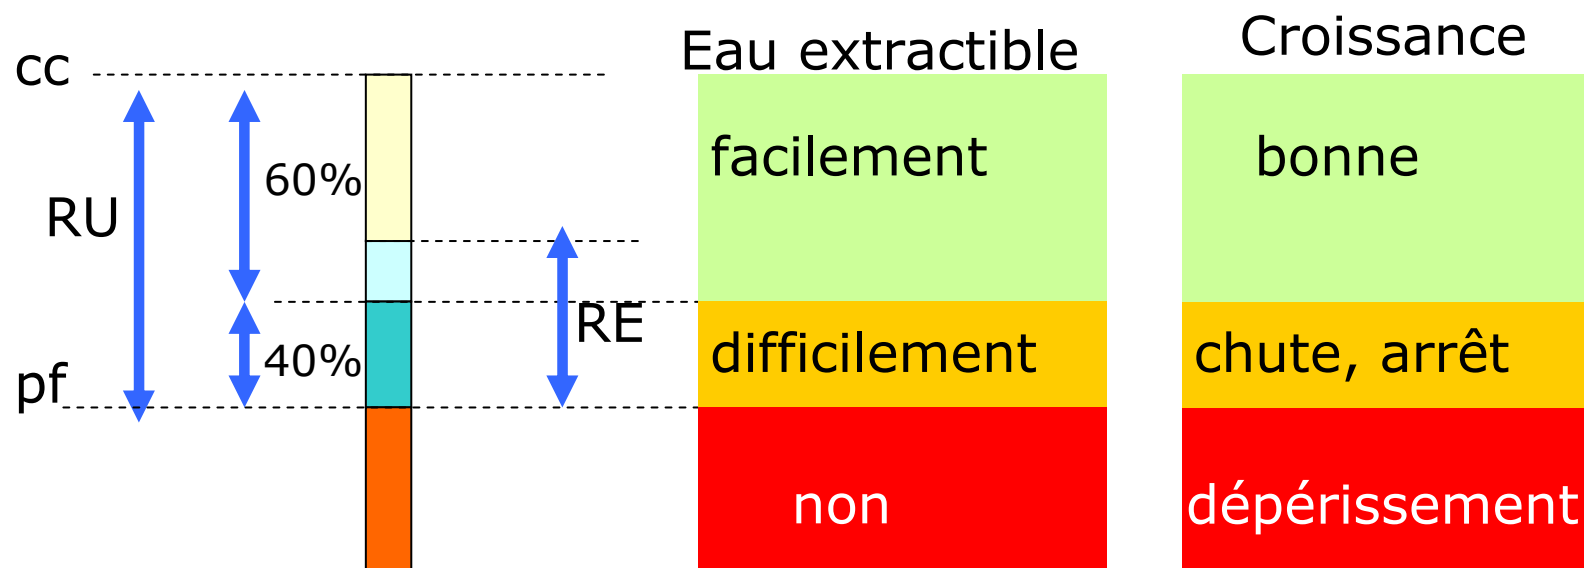 cc
Eau extractible
Croissance
60%
facilement
bonne
RU
RE
40%
difficilement
chute, arrêt
pf
non
dépérissement